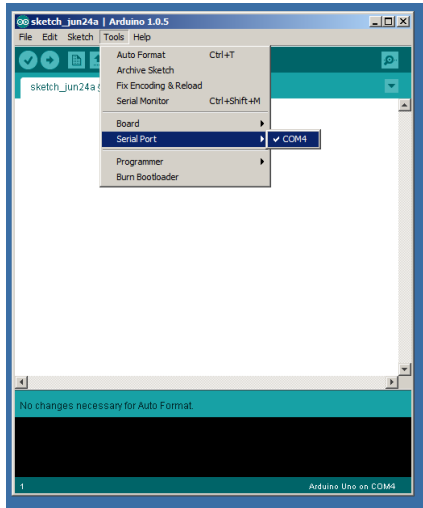 sketch_jun24a | Arduino 1.0.5
File Edit Sketch Tools Help
Auto Format Ctrl+T
Archive Sketch
sketch_jun24a
Fix Encoding & Reload
Serial Monitor Ctrl+Shift+M
Board
Serial Port
COM4
Programmer
Burn Bootloader
No changes necessary for Auto Format.
1 Arduino Uno on COM4